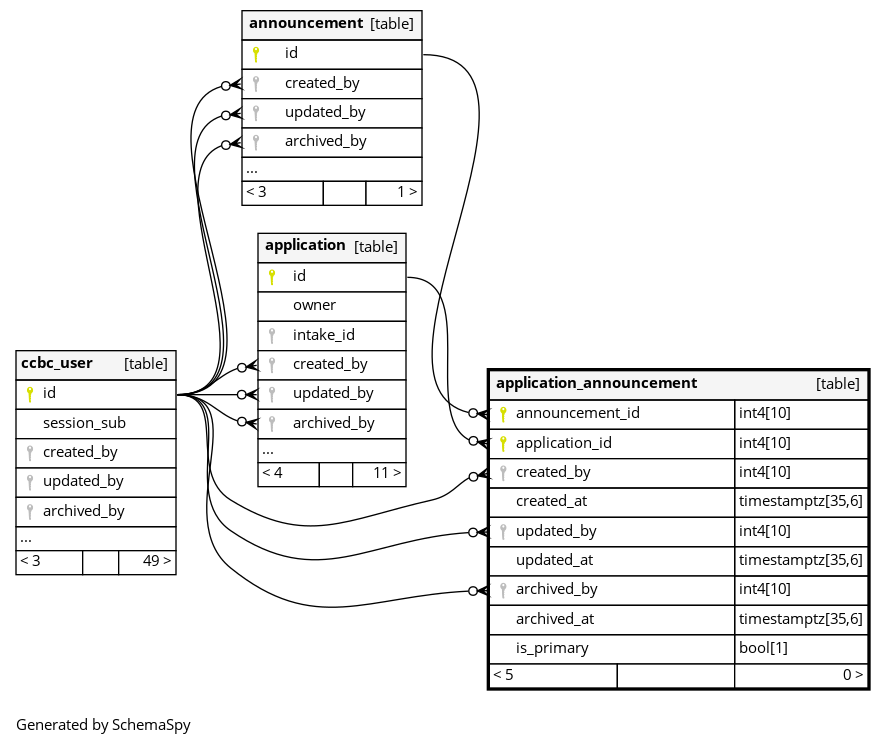 announcement [table]
id
created_by
updated_by
archived_by
...
< 3 1 >
application [table]
id
owner
intake_id
created_by
updated_by
archived_by
...
< 4 11 >
ccbc_user [table]
id
session_sub
created_by
updated_by
archived_by
...
< 3 49 >
application_announcement [table]
announcement_id int4[10]
application_id int4[10]
created_by int4[10]
created_at timestamptz[35,6]
updated_by int4[10]
updated_at timestamptz[35,6]
archived_by int4[10]
archived_at timestamptz[35,6]
is_primary bool[1]
< 5 0 >
Generated by SchemaSpy